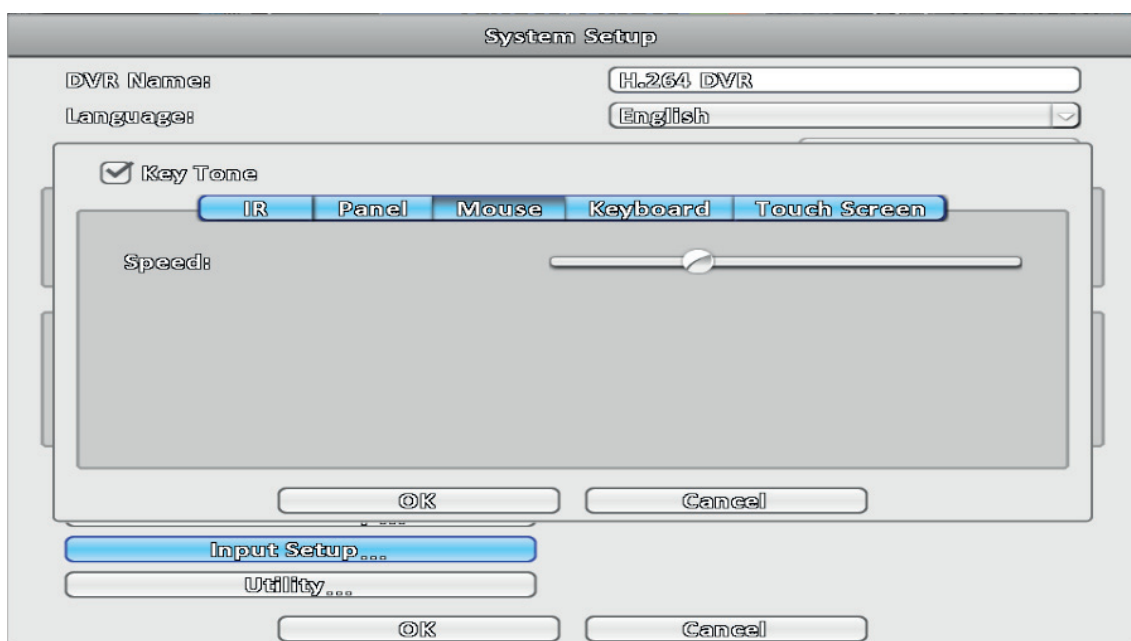 System Setup
DVR Name: H.264 DVR
Language: English
Key Tone
IR Panel Mouse Keyboard Touch Screen
Speed:
OK Cancel
Input Setup...
Utility...
OK Cancel